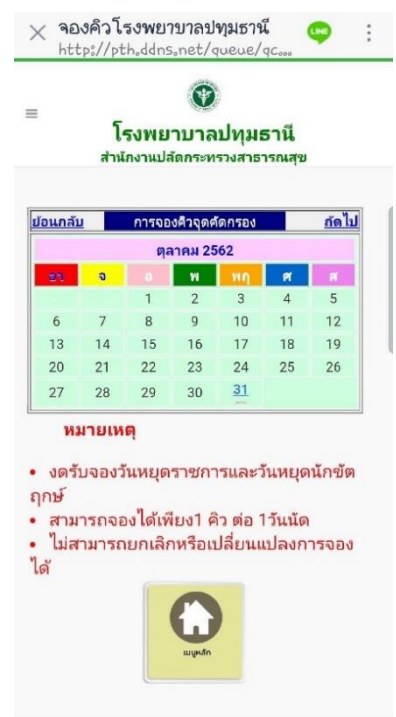 จองคิวโรงพยาบาลปทุมธานี
http://pth.ddns.net/queue/qc...
LINE
โรงพยาบาลปทุมธานี
สำนักงานปลัดกระทรวงสาธารณสุข
ย้อนกลับ การจองคิวจุดคัดกรอง ถัดไป
ตุลาคม 2562
อา จ อ พ พฤ ศ ส
1 2 3 4 5
6 7 8 9 10 11 12
13 14 15 16 17 18 19
20 21 22 23 24 25 26
27 28 29 30 31
หมายเหตุ
• งดรับจองวันหยุดราชการและวันหยุดนักขัต
ฤกษ์
• สามารถจองได้เพียง1 คิว ต่อ 1วันนัด
• ไม่สามารถยกเลิกหรือเปลี่ยนแปลงการจอง
ได้
เมนูหลัก